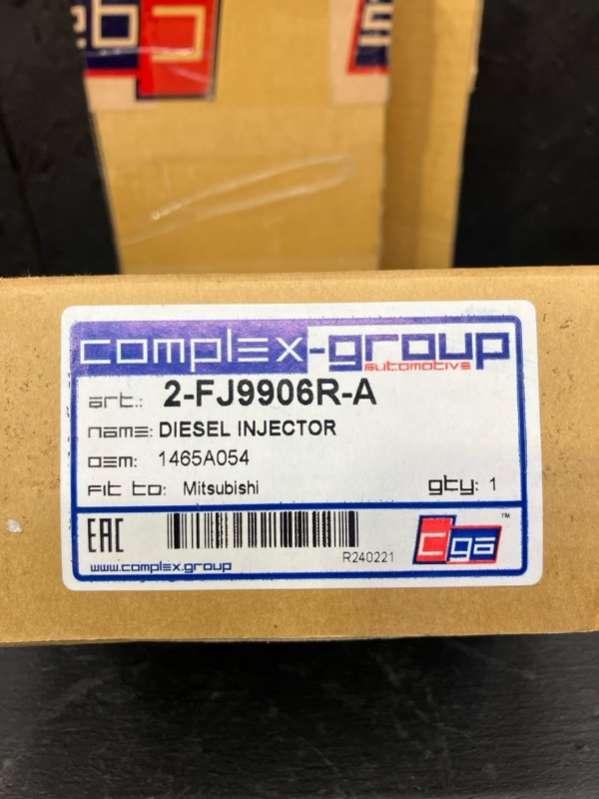 complex-group
automotive
art.: 2-FJ9906R-A
name: DIESEL INJECTOR
oem: 1465A054
Fit to: Mitsubishi
qty: 1
EAC
R240221
cga
™
www.complex.group